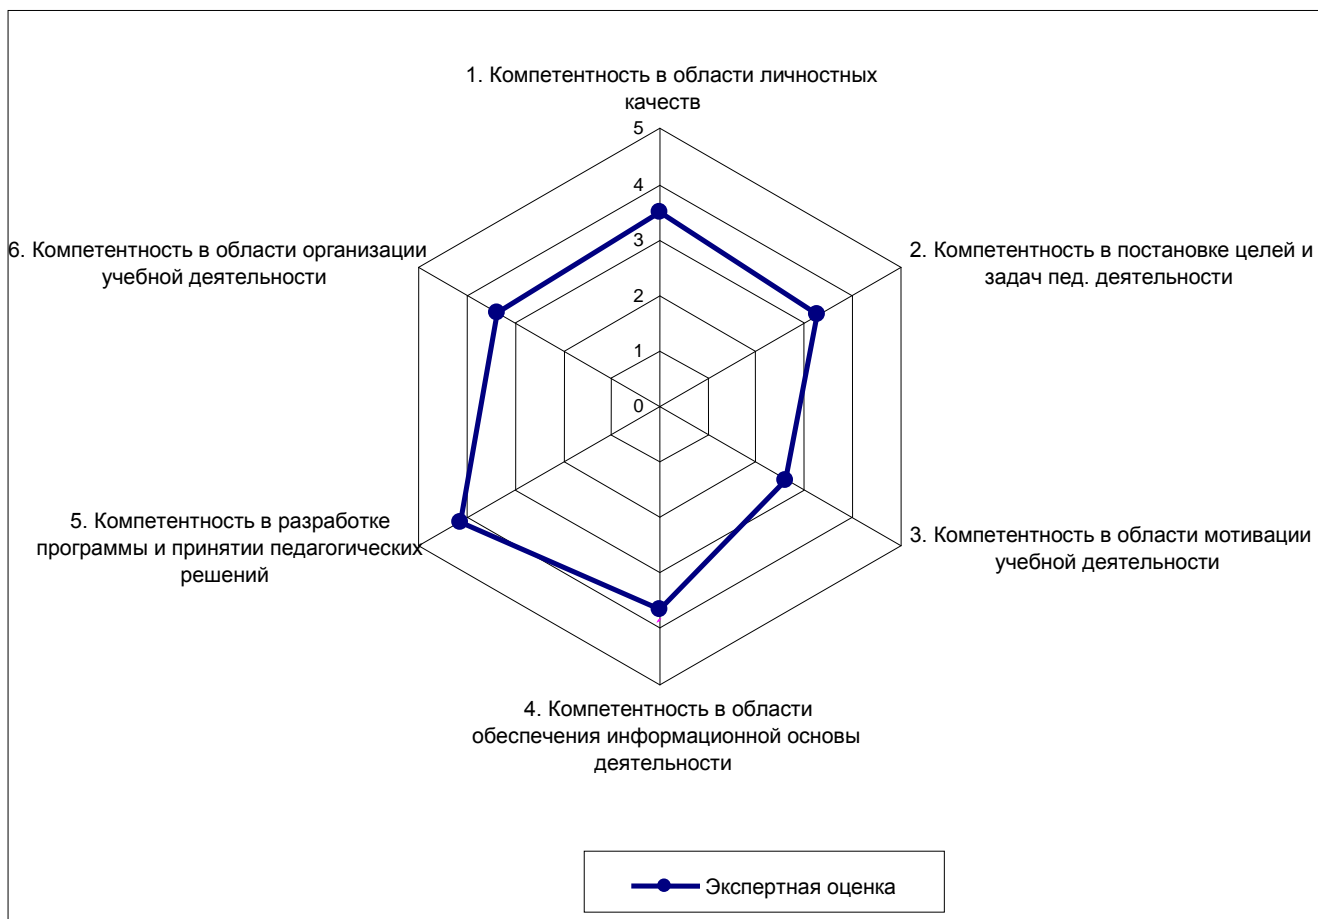 1. Компетентность в области личностных
качеств
5
4
3
2
1
0
2. Компетентность в постановке целей и
задач пед. деятельности
3. Компетентность в области мотивации
учебной деятельности
4. Компетентность в области
обеспечения информационной основы
деятельности
5. Компетентность в разработке
программы и принятии педагогических
решений
6. Компетентность в области организации
учебной деятельности
Экспертная оценка